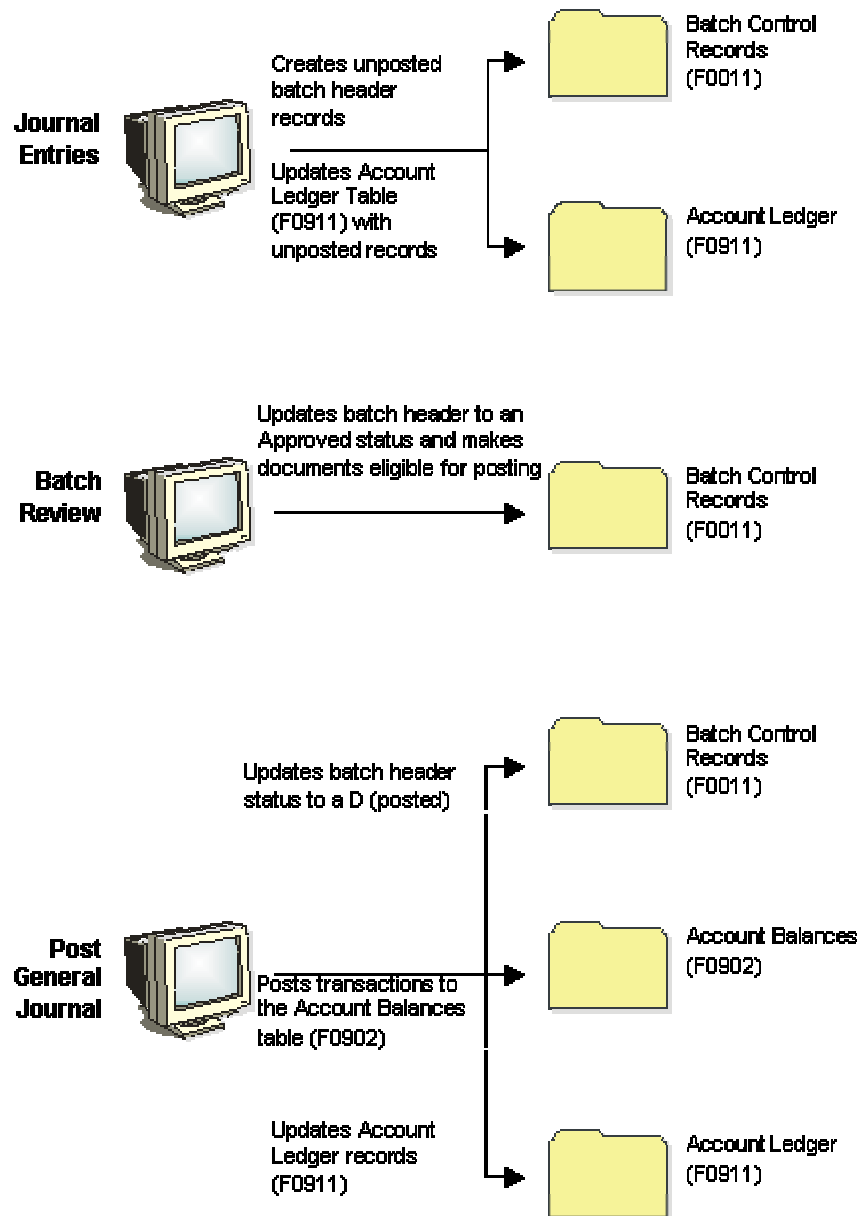 Journal
Entries
Creates unposted
batch header
records
Updates Account
Ledger Table
(F0911) with
unposted records
Batch Control
Records
(F0011)
Account Ledger
(F0911)
Batch
Review
Updates batch header to an
Approved status and makes
documents eligible for posting
Batch Control
Records
(F0011)
Post
General
Journal
Updates batch header
status to a D (posted)
Batch Control
Records
(F0011)
Posts transactions to
the Account Balances
table (F0902)
Account Balances
(F0902)
Updates Account
Ledger records
(F0911)
Account Ledger
(F0911)